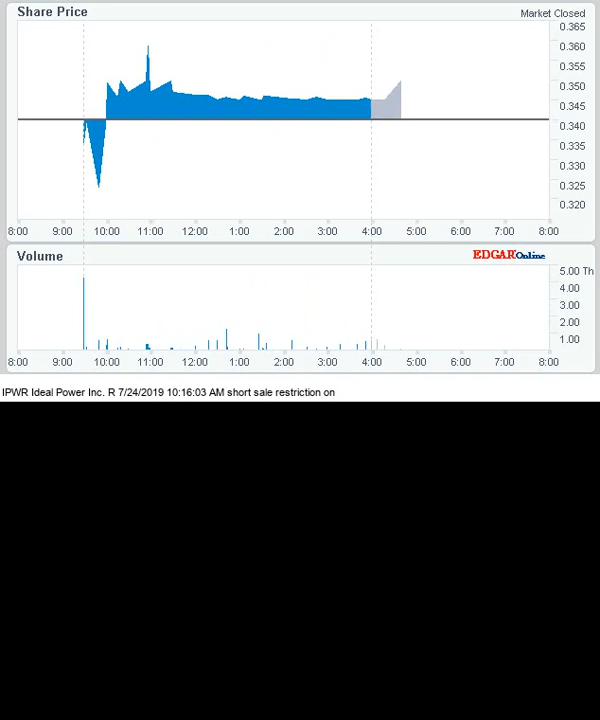 Share Price
Market Closed
0.365
0.360
0.355
0.350
0.345
0.340
0.335
0.330
0.325
0.320
8:00 9:00 10:00 11:00 12:00 1:00 2:00 3:00 4:00 5:00 6:00 7:00 8:00
Volume
EDGAR Online
5.00 Th
4.00
3.00
2.00
1.00
8:00 9:00 10:00 11:00 12:00 1:00 2:00 3:00 4:00 5:00 6:00 7:00 8:00
IPWR Ideal Power Inc. R 7/24/2019 10:16:03 AM short sale restriction on